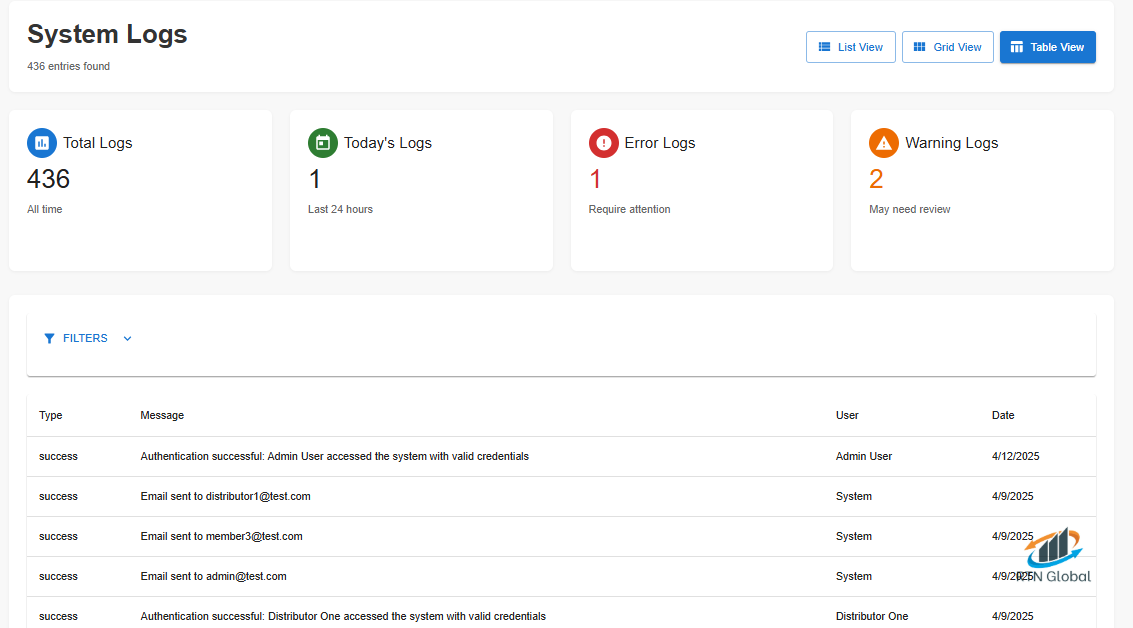 System Logs
436 entries found
List View
Grid View
Table View
Total Logs
436
All time
Today's Logs
1
Last 24 hours
Error Logs
1
Require attention
Warning Logs
2
May need review
FILTERS
Type Message User Date
success Authentication successful: Admin User accessed the system with valid credentials Admin User 4/12/2025
success Email sent to distributor1@test.com System 4/9/2025
success Email sent to member3@test.com System 4/9/2025
success Email sent to admin@test.com System 4/9/2025
Global
success Authentication successful: Distributor One accessed the system with valid credentials Distributor One 4/9/2025